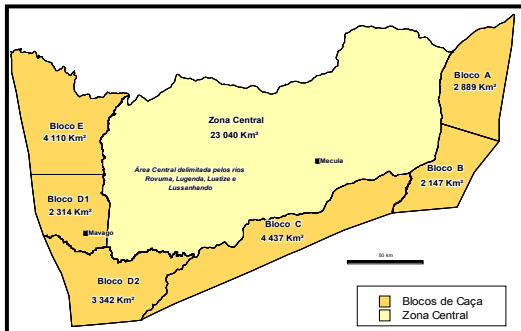 Bloco A
2 889 Km²
Bloco E
4 110 Km²
Zona Central
23 040 Km²
Área Central delimitada pelos rios
Rovuma, Lugenda, Luatize e
Lussanhando
Mecula
Bloco B
2 147 Km²
Bloco D1
2 314 Km²
Mavago
Bloco C
4 437 Km²
Bloco D2
3 342 Km²
50 km
Blocos de Caça
Zona Central